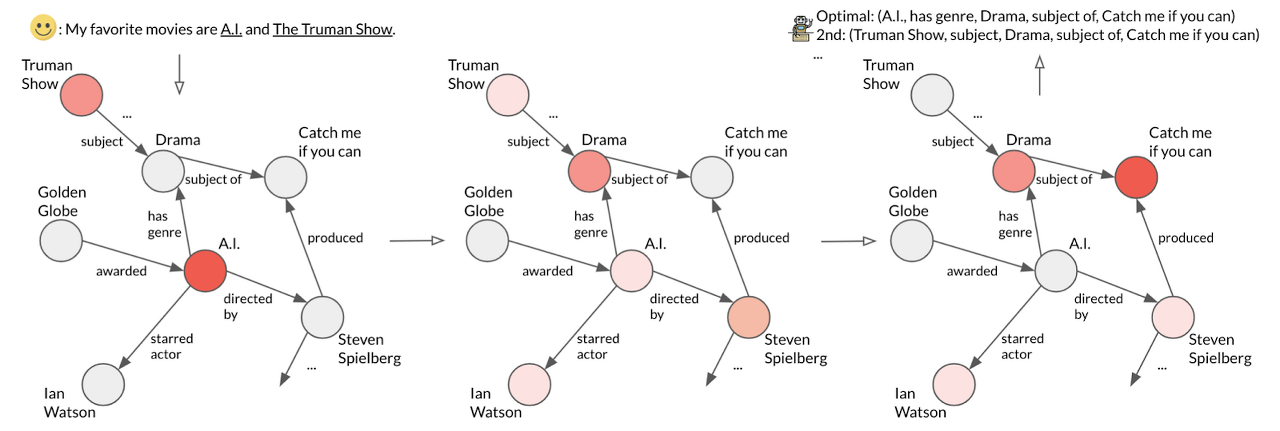 : My favorite movies are A.I. and The Truman Show.
Optimal: (A.I., has genre, Drama, subject of, Catch me if you can)
2nd: (Truman Show, subject, Drama, subject of, Catch me if you can)
...
Truman
Show
...
subject
Drama
Catch me
if you can
subject of
Golden
Globe
has
genre
A.I.
produced
awarded
directed
by
starred
actor
Steven
Spielberg
...
Ian
Watson
Truman
Show
...
subject
Drama
Catch me
if you can
subject of
Golden
Globe
has
genre
A.I.
produced
awarded
directed
by
starred
actor
Steven
Spielberg
...
Ian
Watson
Truman
Show
...
subject
Drama
Catch me
if you can
subject of
Golden
Globe
has
genre
A.I.
produced
awarded
directed
by
starred
actor
Steven
Spielberg
...
Ian
Watson